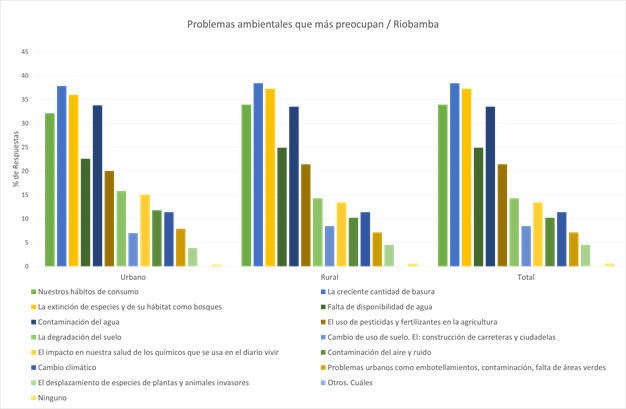 Problemas ambientales que más preocupan / Riobamba
% de Respuestas
45
40
35
30
25
20
15
10
5
0
Urbano Rural Total
Nuestros hábitos de consumo La creciente cantidad de basura
La extinción de especies y de su hábitat como bosques Falta de disponibilidad de agua
Contaminación del agua El uso de pesticidas y fertilizantes en la agricultura
La degradación del suelo Cambio de uso de suelo. El: construcción de carreteras y ciudadelas
El impacto en nuestra salud de los químicos que se usa en el diario vivir Contaminación del aire y ruido
Cambio climático Problemas urbanos como embotellamientos, contaminación, falta de áreas verdes
El desplazamiento de especies de plantas y animales invasores Otros. Cuáles
Ninguno